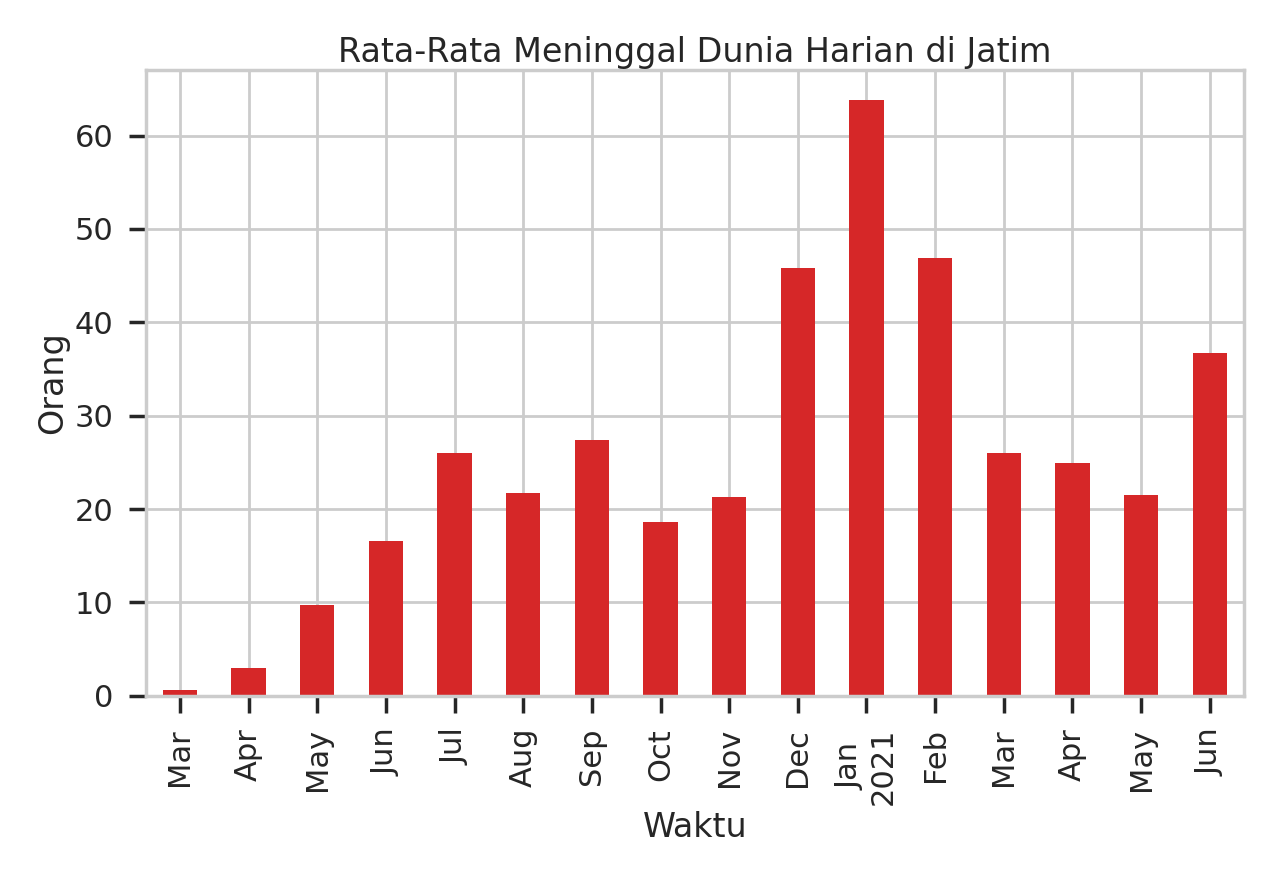 Rata-Rata Meninggal Dunia Harian di Jatim
60
50
40
30
20
10
0
Orang
Mar
Apr
May
Jun
Jul
Aug
Sep
Oct
Nov
Dec
Jan
2021
Feb
Mar
Apr
May
Jun
Waktu